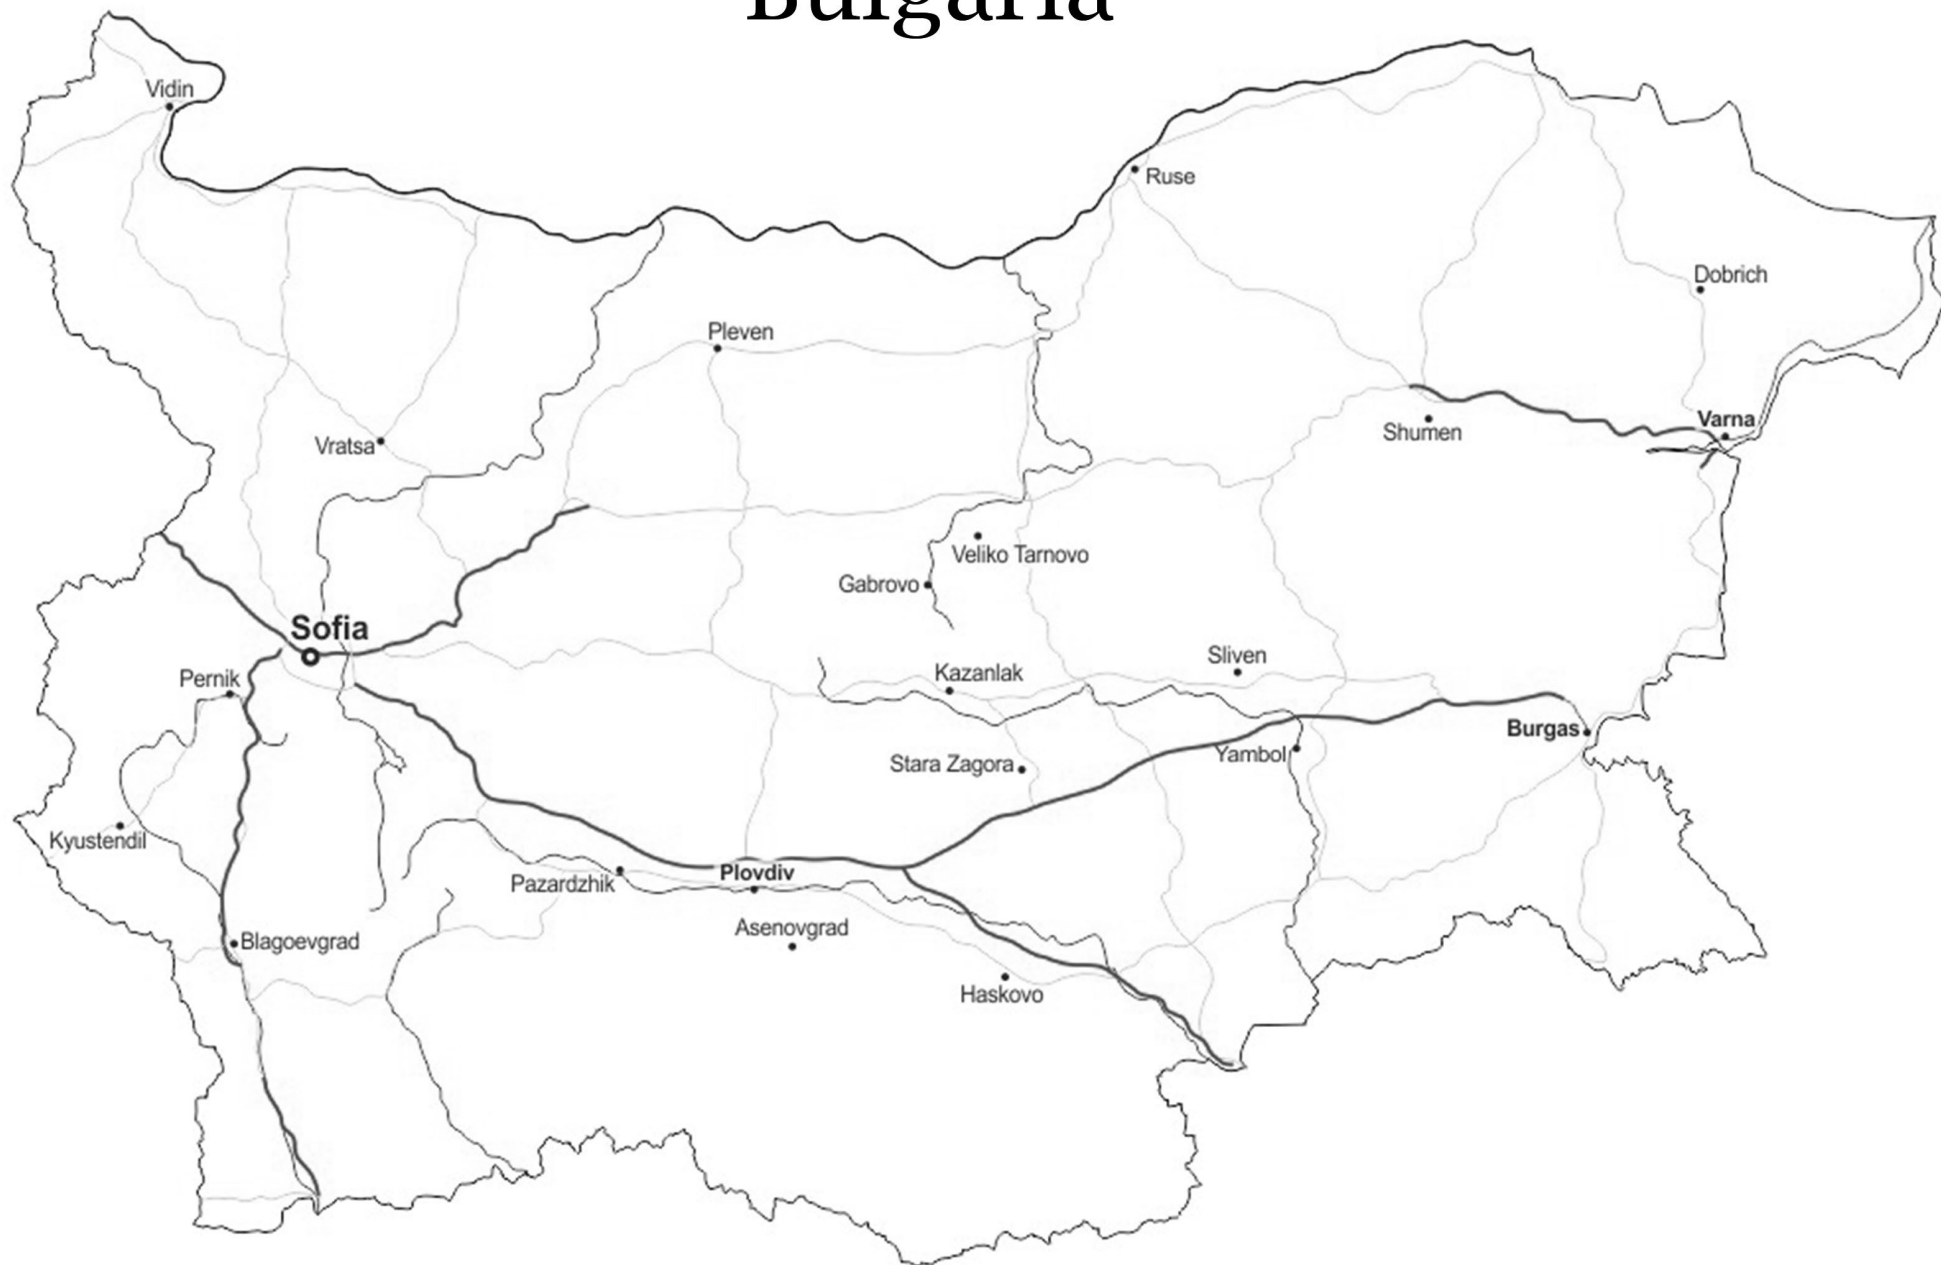 Bulgaria
Vidin
Ruse
Dobrich
Pleven
Varna
Shumen
Vratsa
Veliko Tarnovo
Gabrovo
Sofia
Sliven
Kazanlak
Pernik
Burgas
Yambol
Stara Zagora
Kyustendil
Plovdiv
Pazardzhik
Asenovgrad
Blagoevgrad
Haskovo